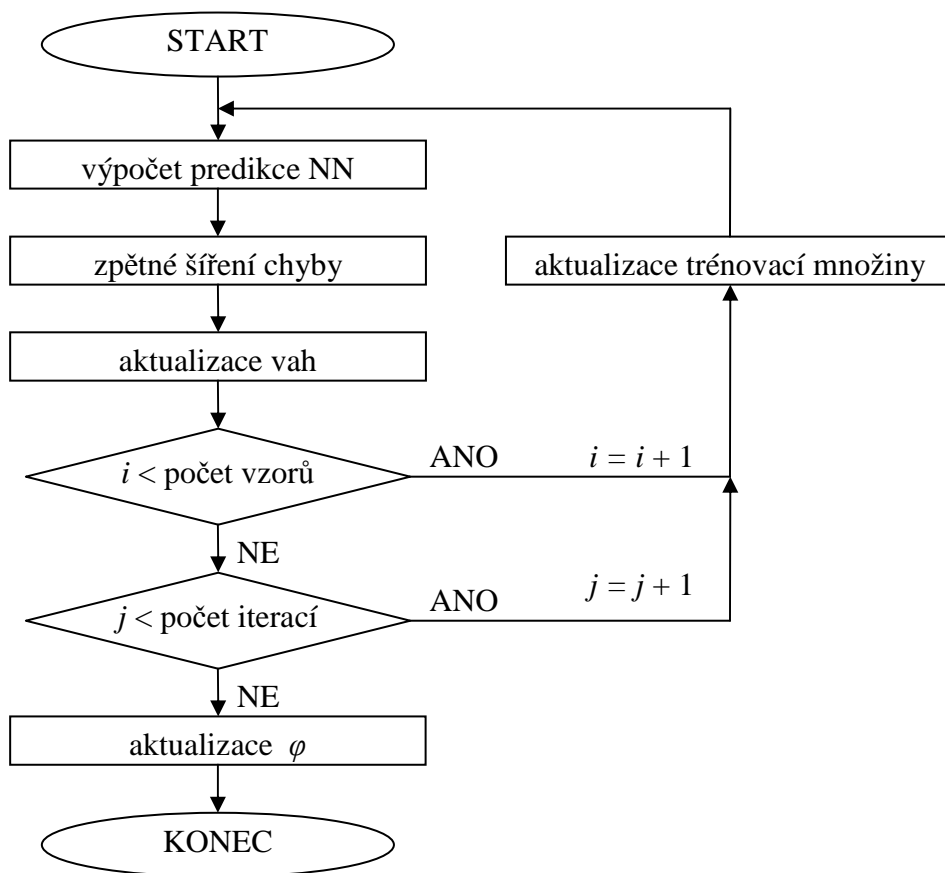 START
výpočet predikce NN
zpětné šíření chyby
aktualizace trénovací množiny
aktualizace vah
i < počet vzorů
ANO
i = i + 1
NE
j < počet iterací
ANO
j = j + 1
NE
aktualizace φ
KONEC